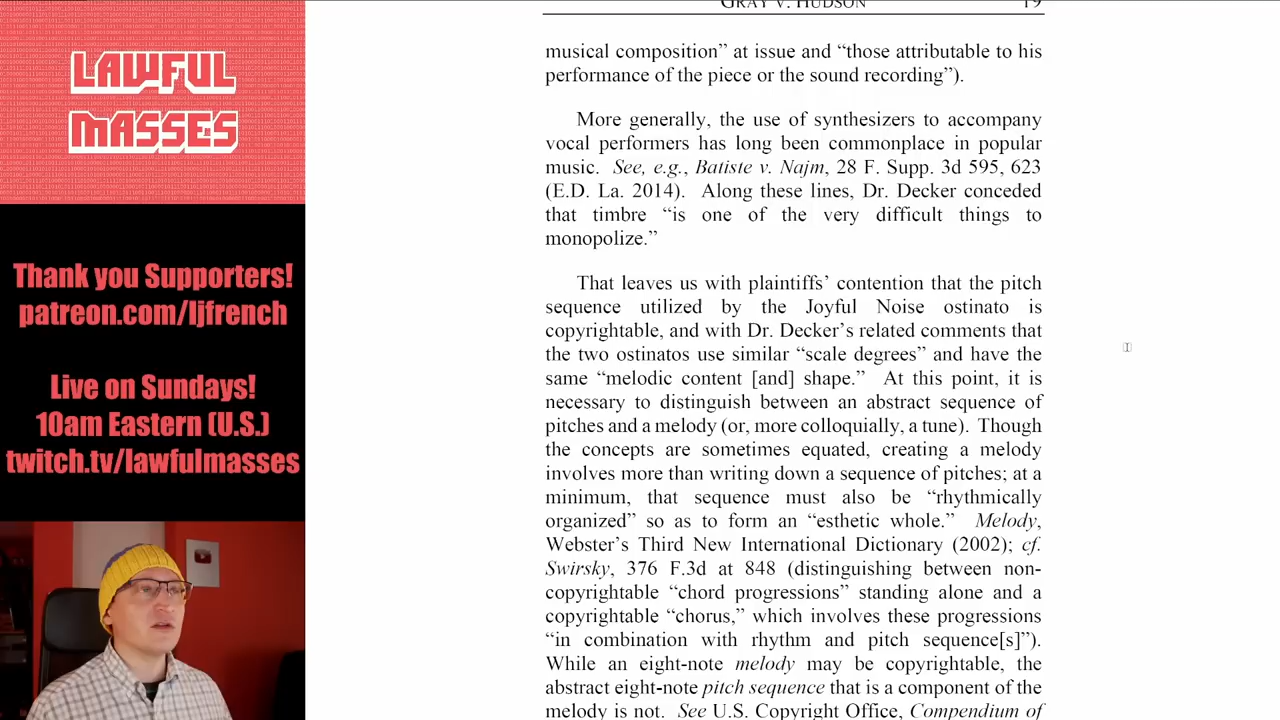 LAWFUL
MASSES
Thank you Supporters!
patreon.com/ljfrench
Live on Sundays!
10am Eastern (U.S.)
twitch.tv/lawfulmasses
GRAY V. HUDSON 19
musical composition” at issue and “those attributable to his
performance of the piece or the sound recording”).
More generally, the use of synthesizers to accompany
vocal performers has long been commonplace in popular
music. See, e.g., Batiste v. Najm, 28 F. Supp. 3d 595, 623
(E.D. La. 2014). Along these lines, Dr. Decker conceded
that timbre “is one of the very difficult things to
monopolize.”
That leaves us with plaintiffs’ contention that the pitch
sequence utilized by the Joyful Noise ostinato is
copyrightable, and with Dr. Decker’s related comments that
the two ostinatos use similar “scale degrees” and have the
same “melodic content [and] shape.” At this point, it is
necessary to distinguish between an abstract sequence of
pitches and a melody (or, more colloquially, a tune). Though
the concepts are sometimes equated, creating a melody
involves more than writing down a sequence of pitches; at a
minimum, that sequence must also be “rhythmically
organized” so as to form an “esthetic whole.” Melody,
Webster’s Third New International Dictionary (2002); cf.
Swirsky, 376 F.3d at 848 (distinguishing between non-
copyrightable “chord progressions” standing alone and a
copyrightable “chorus,” which involves these progressions
“in combination with rhythm and pitch sequence[s]”).
While an eight-note melody may be copyrightable, the
abstract eight-note pitch sequence that is a component of the
melody is not. See U.S. Copyright Office, Compendium of